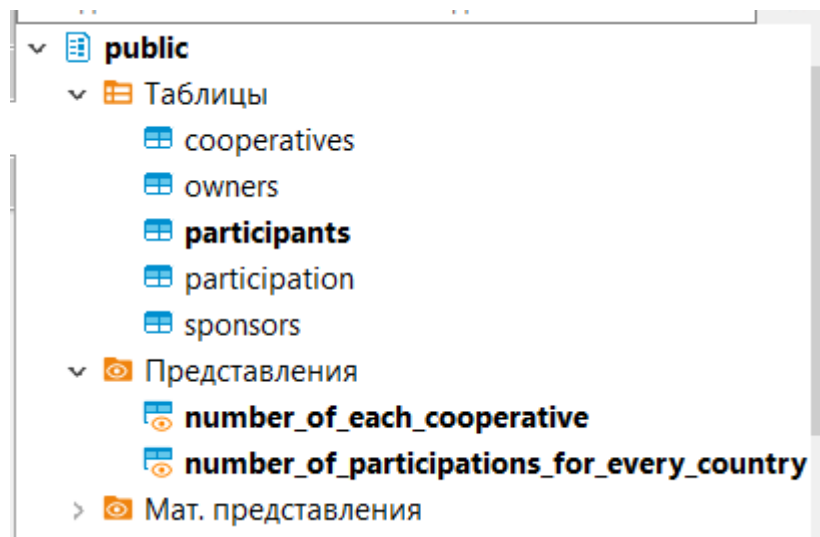 public
Таблицы
cooperatives
owners
participants
participation
sponsors
Представления
number_of_each_cooperative
number_of_participations_for_every_country
Мат. представления